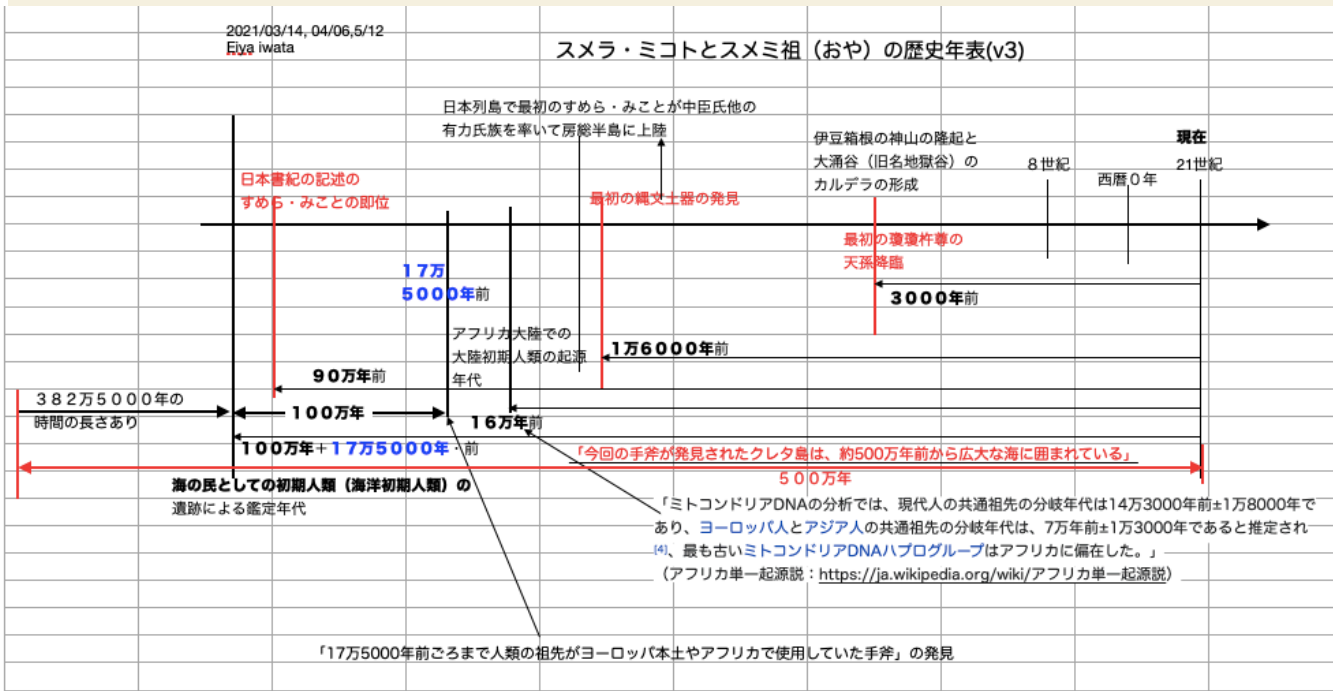 2021/03/14, 04/06,5/12
Eiya iwata
スメラ・ミコトとスメミ祖（おや）の歴史年表(v3)
日本列島で最初のすめら・みことが中臣氏他の
有力氏族を率いて房総半島に上陸
伊豆箱根の神山の隆起と
大涌谷（旧名地獄谷）の
カルデラの形成
８世紀
西暦０年
現在
21世紀
日本書紀の記述の
すめら・みことの即位
最初の縄文土器の発見
最初の瓊瓊杵尊の
天孫降臨
１７万
５０００年前
３０００年前
アフリカ大陸での
大陸初期人類の起源
年代
１万６０００年前
９０万年前
３８２万５０００年の
時間の長さあり
１００万年
１６万年前
１００万年＋１７万５０００年・前
「今回の手斧が発見されたクレタ島は、約500万年前から広大な海に囲まれている」
５００万年
海の民としての初期人類（海洋初期人類）の
遺跡による鑑定年代
「ミトコンドリアDNAの分析では、現代人の共通祖先の分岐年代は14万3000年前±1万8000年で
あり、ヨーロッパ人とアジア人の共通祖先の分岐年代は、7万年前±1万3000年であると推定され
[4]、最も古いミトコンドリアDNAハプログループはアフリカに偏在した。」
（アフリカ単一起源説：https://ja.wikipedia.org/wiki/アフリカ単一起源説）
「17万5000年前ごろまで人類の祖先がヨーロッパ本土やアフリカで使用していた手斧」の発見